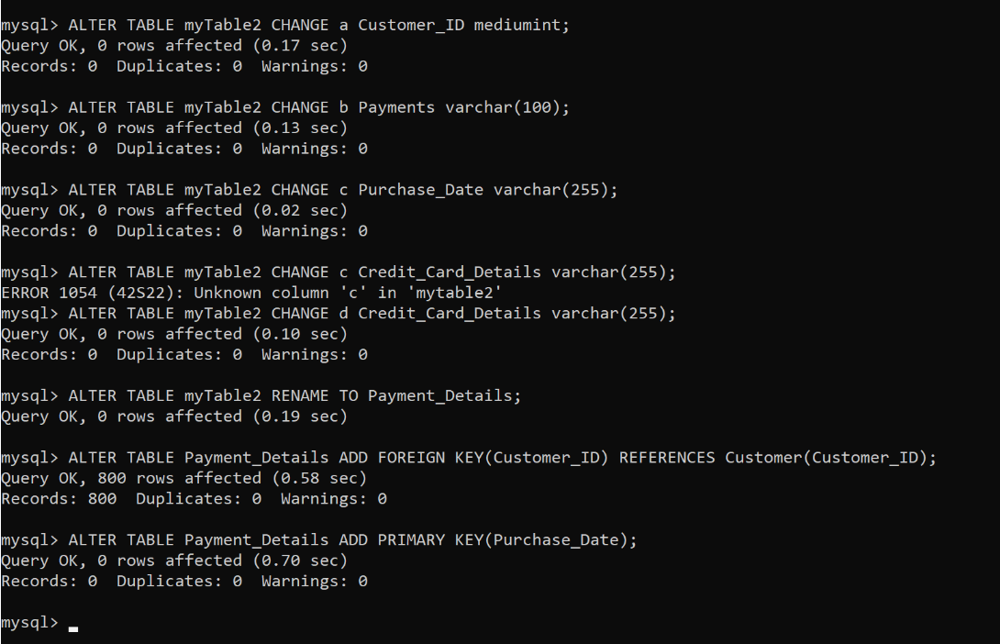 mysql> ALTER TABLE myTable2 CHANGE a Customer_ID mediumint;
Query OK, 0 rows affected (0.17 sec)
Records: 0  Duplicates: 0  Warnings: 0
mysql> ALTER TABLE myTable2 CHANGE b Payments varchar(100);
Query OK, 0 rows affected (0.13 sec)
Records: 0  Duplicates: 0  Warnings: 0
mysql> ALTER TABLE myTable2 CHANGE c Purchase_Date varchar(255);
Query OK, 0 rows affected (0.02 sec)
Records: 0  Duplicates: 0  Warnings: 0
mysql> ALTER TABLE myTable2 CHANGE c Credit_Card_Details varchar(255);
ERROR 1054 (42S22): Unknown column 'c' in 'mytable2'
mysql> ALTER TABLE myTable2 CHANGE d Credit_Card_Details varchar(255);
Query OK, 0 rows affected (0.10 sec)
Records: 0  Duplicates: 0  Warnings: 0
mysql> ALTER TABLE myTable2 RENAME TO Payment_Details;
Query OK, 0 rows affected (0.19 sec)
mysql> ALTER TABLE Payment_Details ADD FOREIGN KEY(Customer_ID) REFERENCES Customer(Customer_ID);
Query OK, 800 rows affected (0.58 sec)
Records: 800  Duplicates: 0  Warnings: 0
mysql> ALTER TABLE Payment_Details ADD PRIMARY KEY(Purchase_Date);
Query OK, 0 rows affected (0.70 sec)
Records: 0  Duplicates: 0  Warnings: 0
mysql>